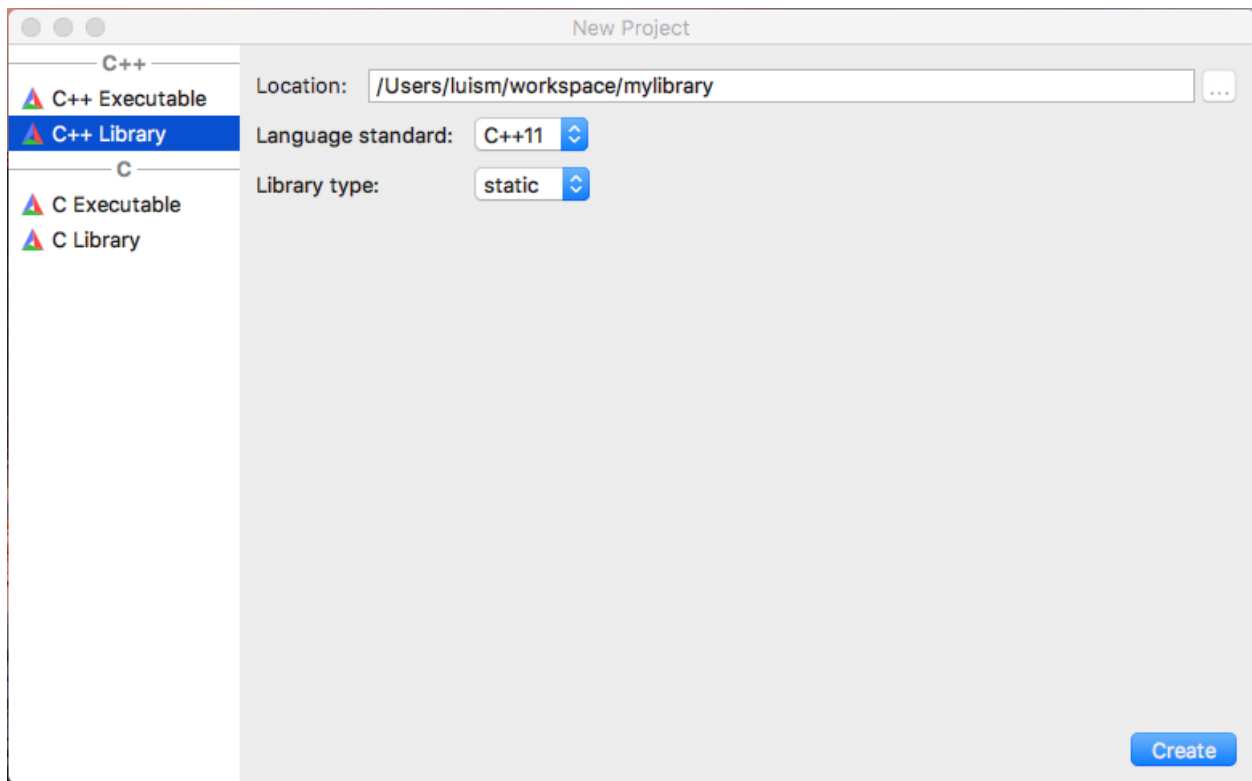 New Project
C++
C++ Executable
C++ Library
C
C Executable
C Library
Location: /Users/luism/workspace/mylibrary ...
Language standard: C++11
Library type: static
Create